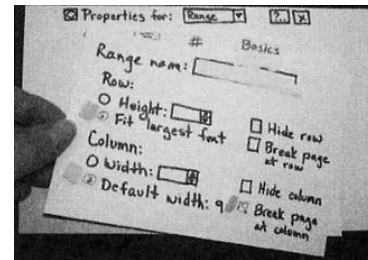 Properties for: Range ?.. X
# Basics
Range name:
Row:
Height: Hide row
Fit largest font Break page at row
Column:
Width: Hide column
Default width: 9 Break page at column